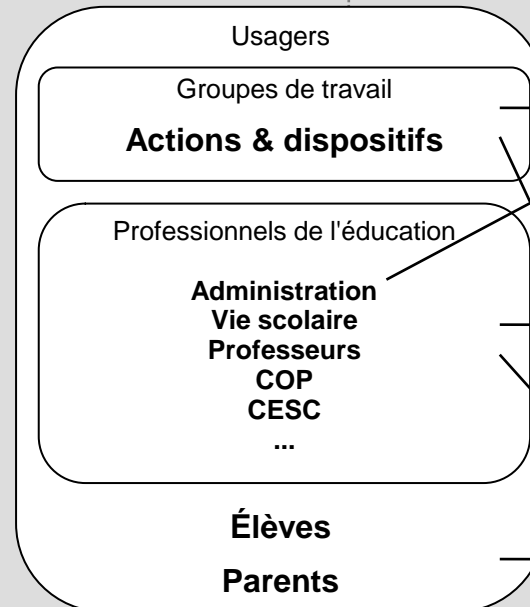 Usagers
Groupes de travail
Actions & dispositifs
Professionnels de l'éducation
Administration
Vie scolaire
Professeurs
COP
CESC
...
Élèves
Parents